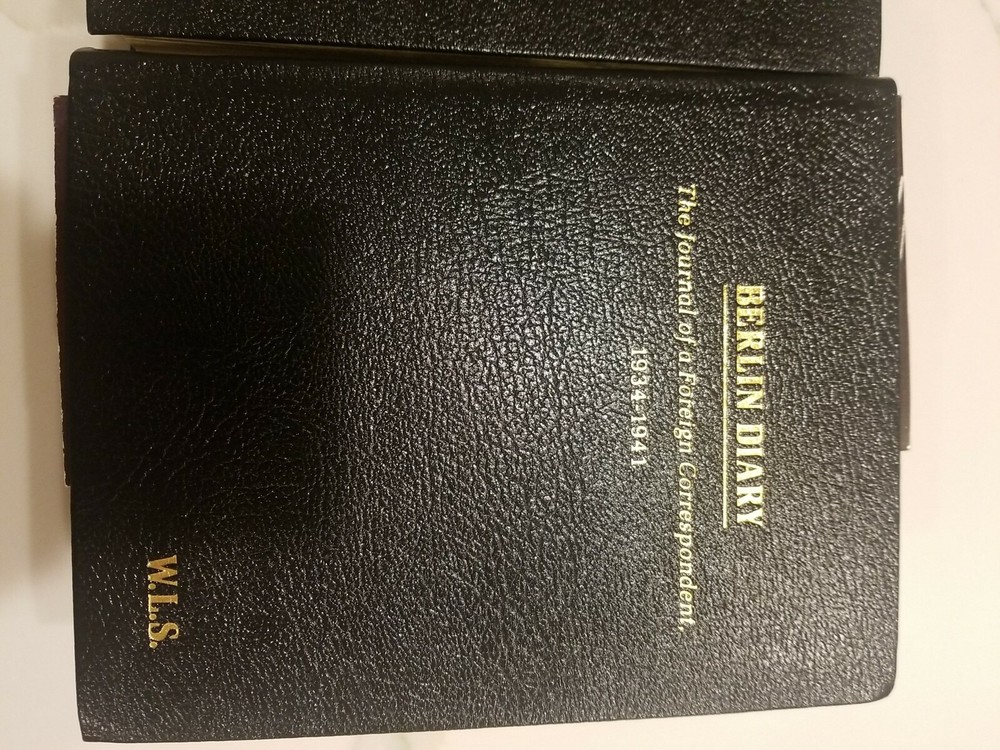 BERLIN DIARY
The Journal of a Foreign Correspondent.
1934-1941
W.L.S.